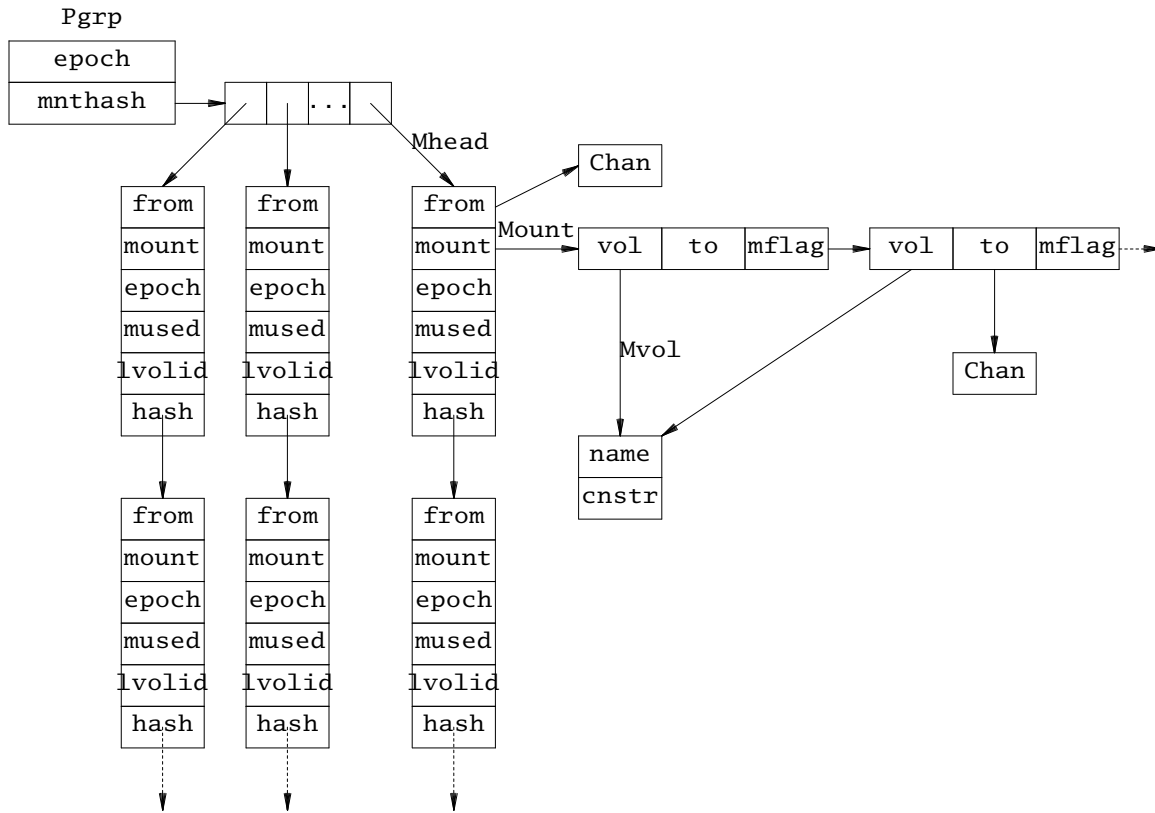 Pgrp
epoch
mnthash
...
Mhead
Chan
from from from
Mount
mount mount mount vol to mflag vol to mflag
epoch epoch epoch
mused mused mused
Mvol
lvolid lvolid lvolid Chan
hash hash hash
name
cnstr
from from from
mount mount mount
epoch epoch epoch
mused mused mused
lvolid lvolid lvolid
hash hash hash